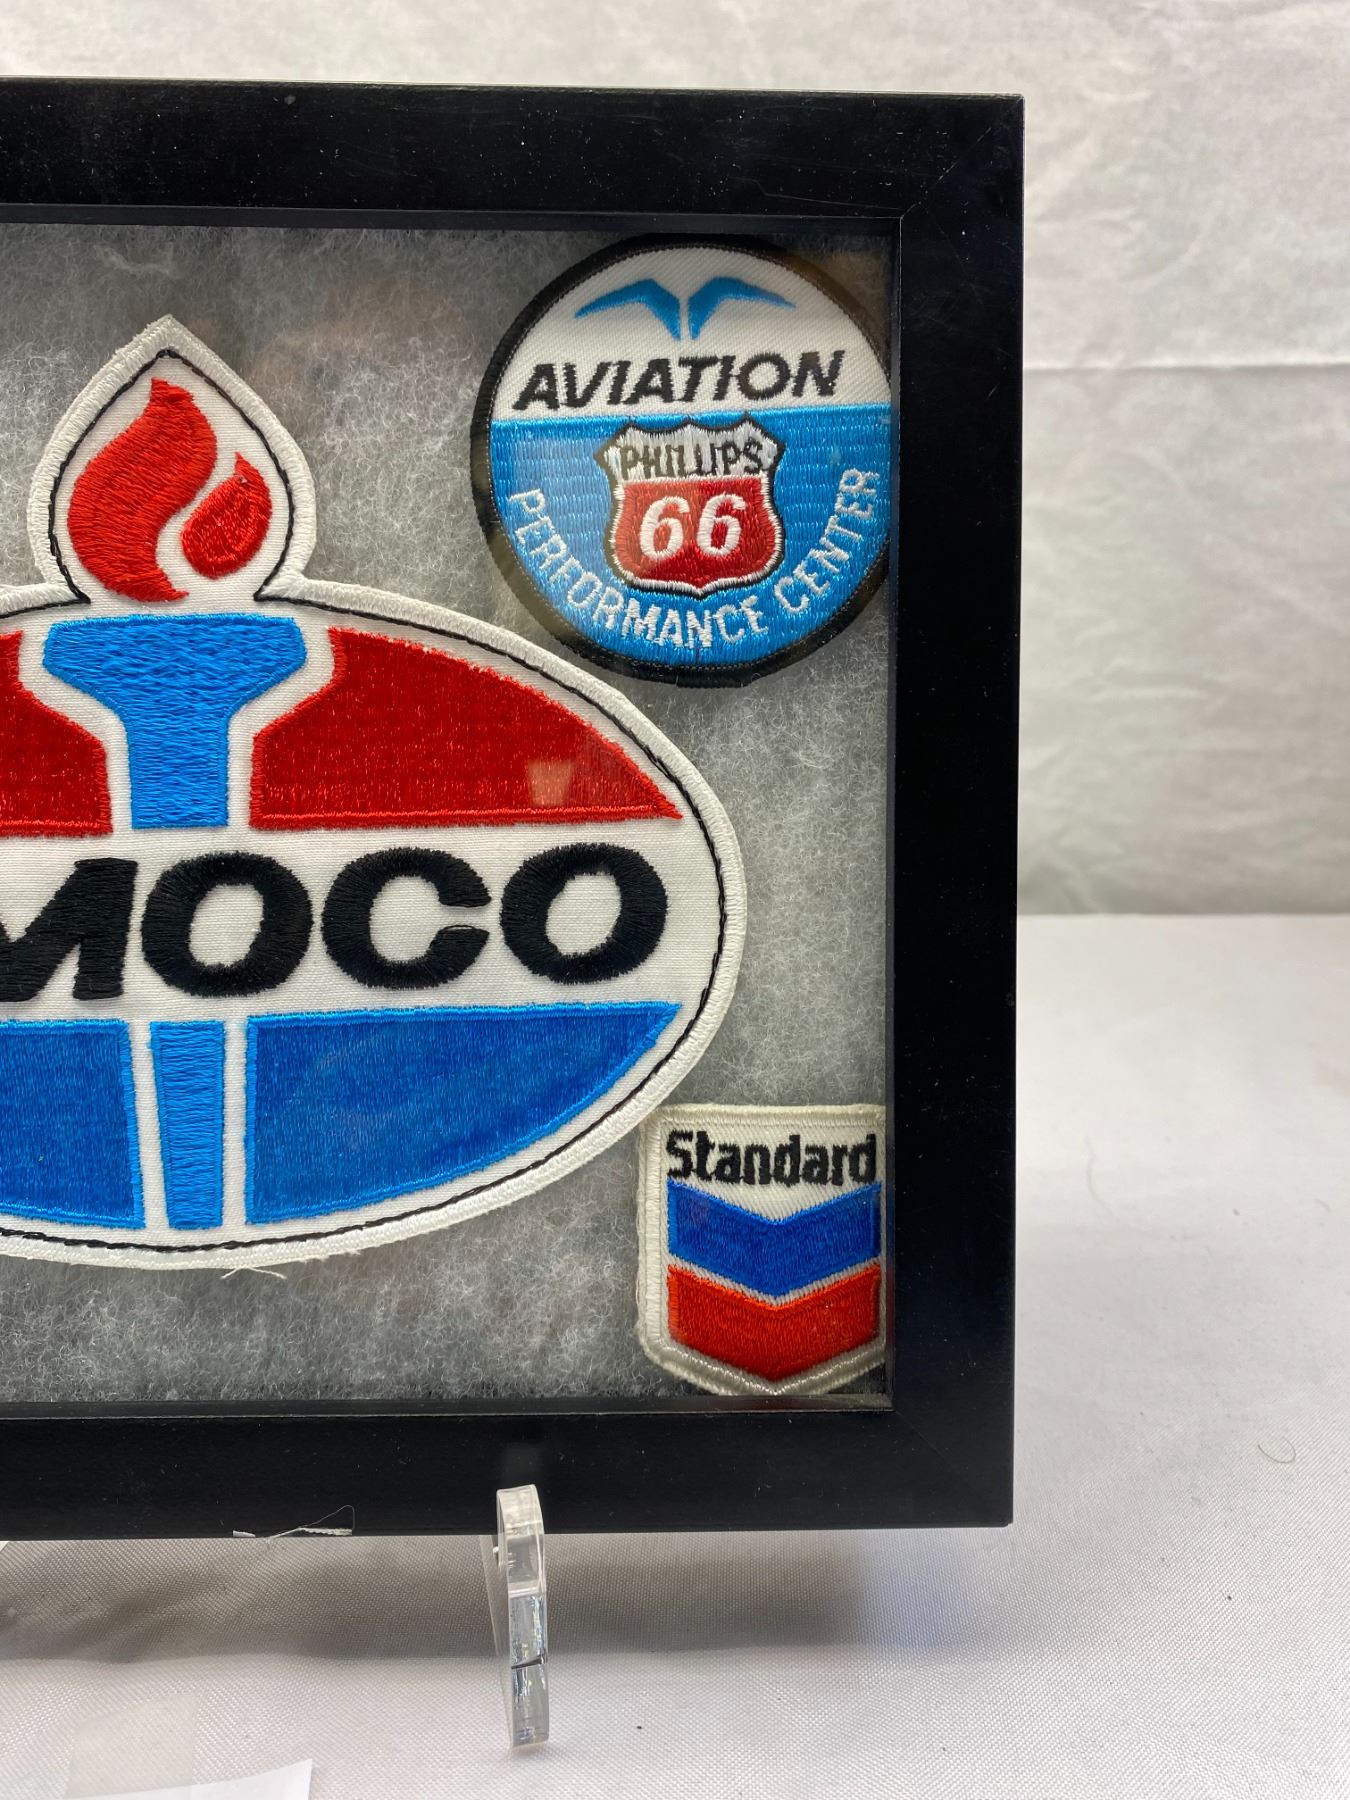 AVIATION
PHILLIPS
66
PERFORMANCE CENTER
MOCO
Standard